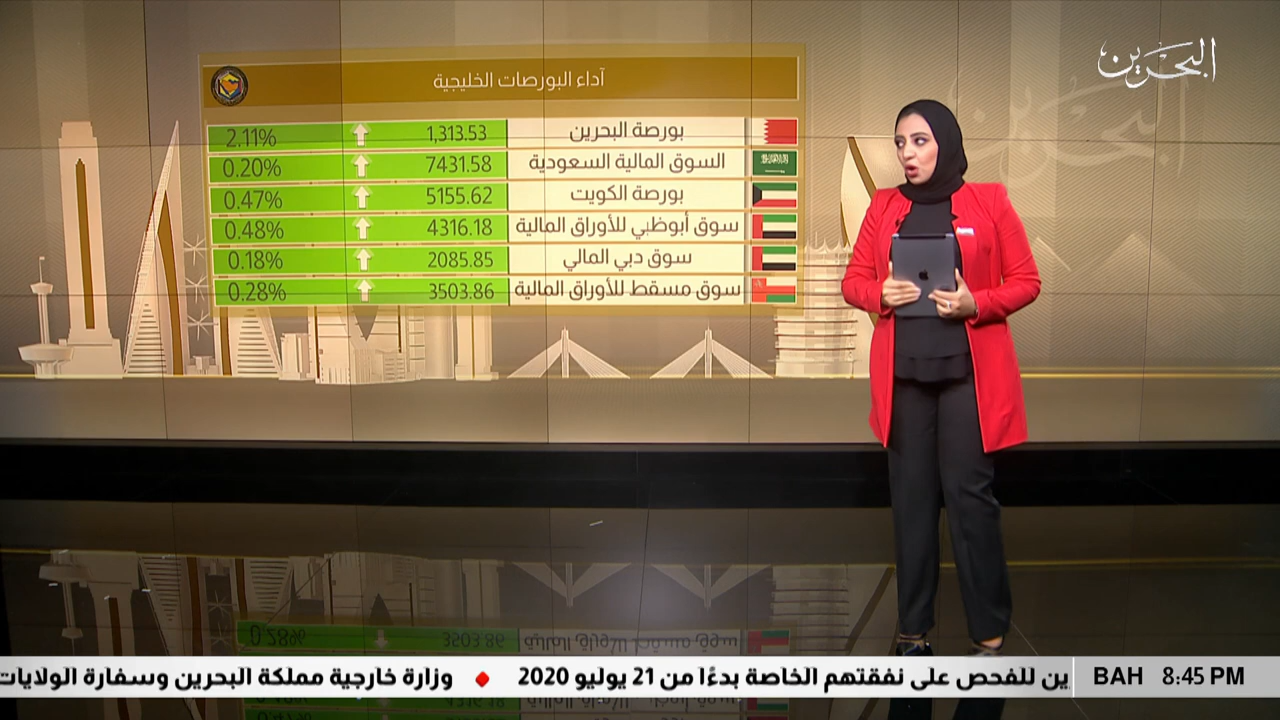 البحرين
آداء البورصات الخليجية
بورصة البحرين 1,313.53 2.11%
السوق المالية السعودية 7431.58 0.20%
بورصة الكويت 5155.62 0.47%
سوق أبوظبي للأوراق المالية 4316.18 0.48%
سوق دبي المالي 2085.85 0.18%
سوق مسقط للأوراق المالية 3503.86 0.28%
BAH 8:45 PM
ين للفحص على نفقتهم الخاصة بدءًا من 21 يوليو 2020 وزارة خارجية مملكة البحرين وسفارة الولايات